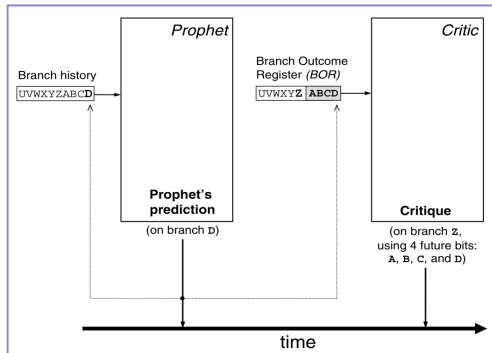 Prophet
Branch history
UVWXYZABCD
Prophet's
prediction
(on branch D)
Branch Outcome
Register (BOR)
UVWXYZ ABCD
Critic
Critique
(on branch Z,
using 4 future bits:
A, B, C, and D)
time